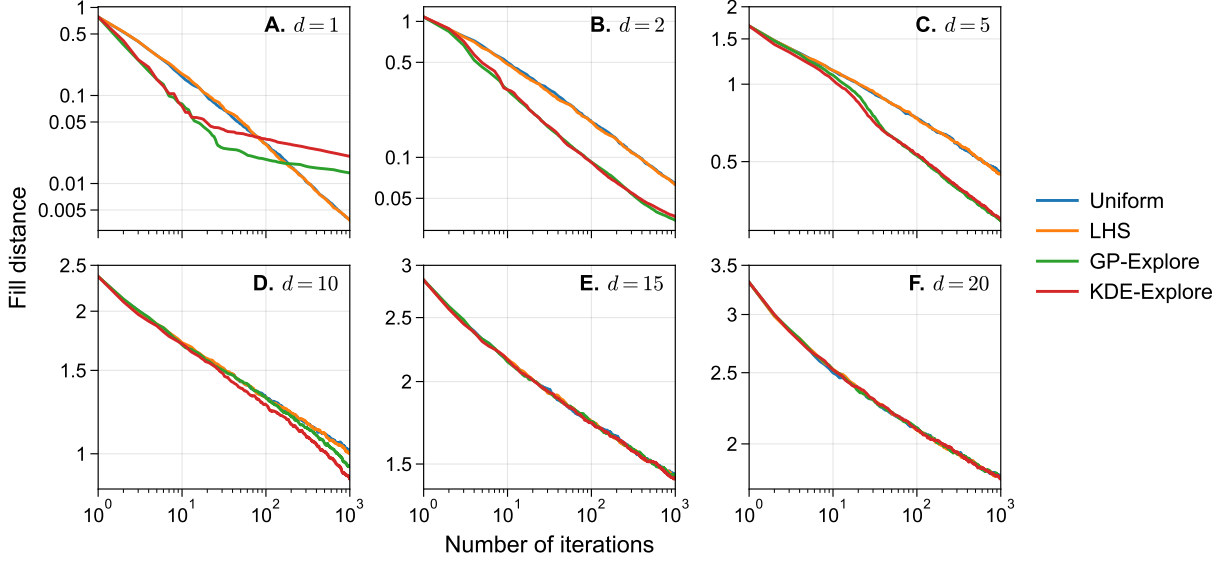 A. d = 1
1
0.5
0.1
0.05
0.01
0.005
B. d = 2
1
0.5
0.1
0.05
C. d = 5
2
1.5
1
0.5
Fill distance
Uniform
LHS
GP-Explore
KDE-Explore
D. d = 10
2.5
2
1.5
1
10^0 10^1 10^2 10^3
E. d = 15
3
2.5
2
1.5
10^0 10^1 10^2 10^3
F. d = 20
3.5
3
2.5
2
10^0 10^1 10^2 10^3
Number of iterations